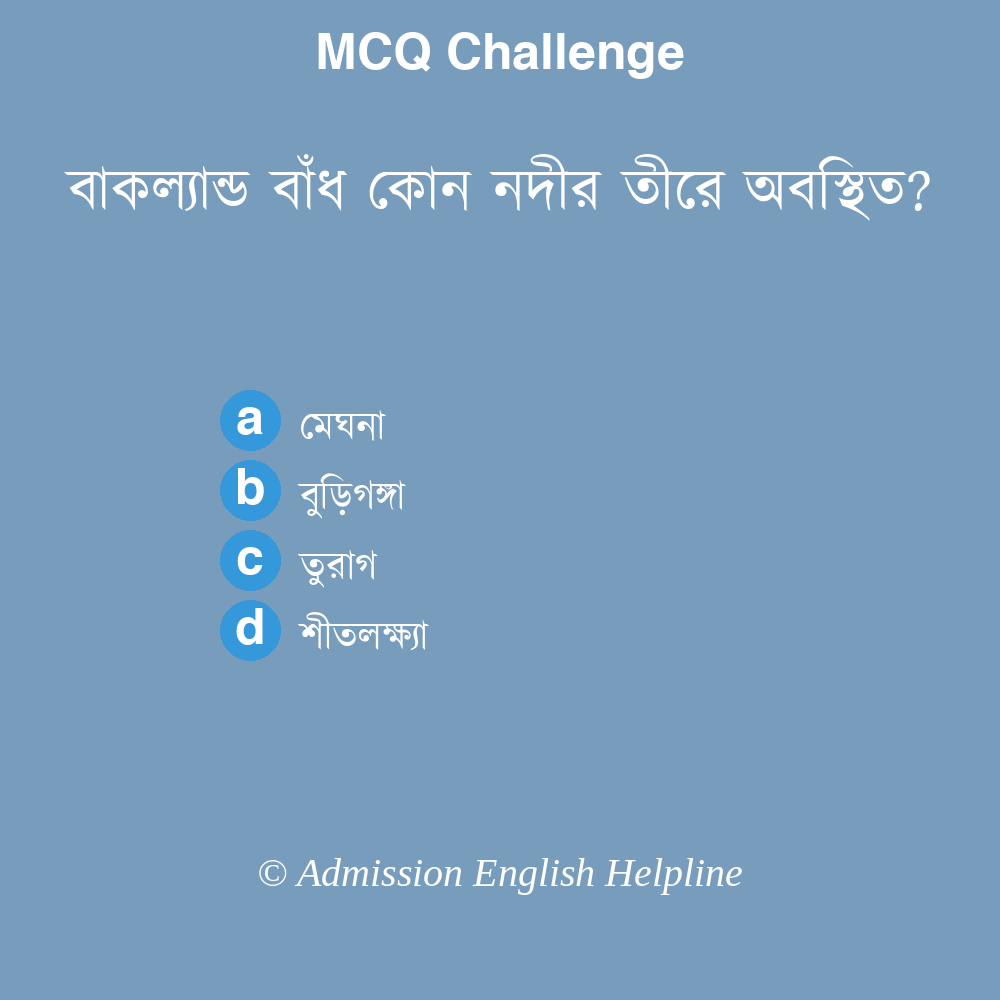 MCQ Challenge
বাকল্যান্ড বাঁধ কোন নদীর তীরে অবস্থিত?
a মেঘনা
b বুড়িগঙ্গা
c তুরাগ
d শীতলক্ষ্যা
© Admission English Helpline